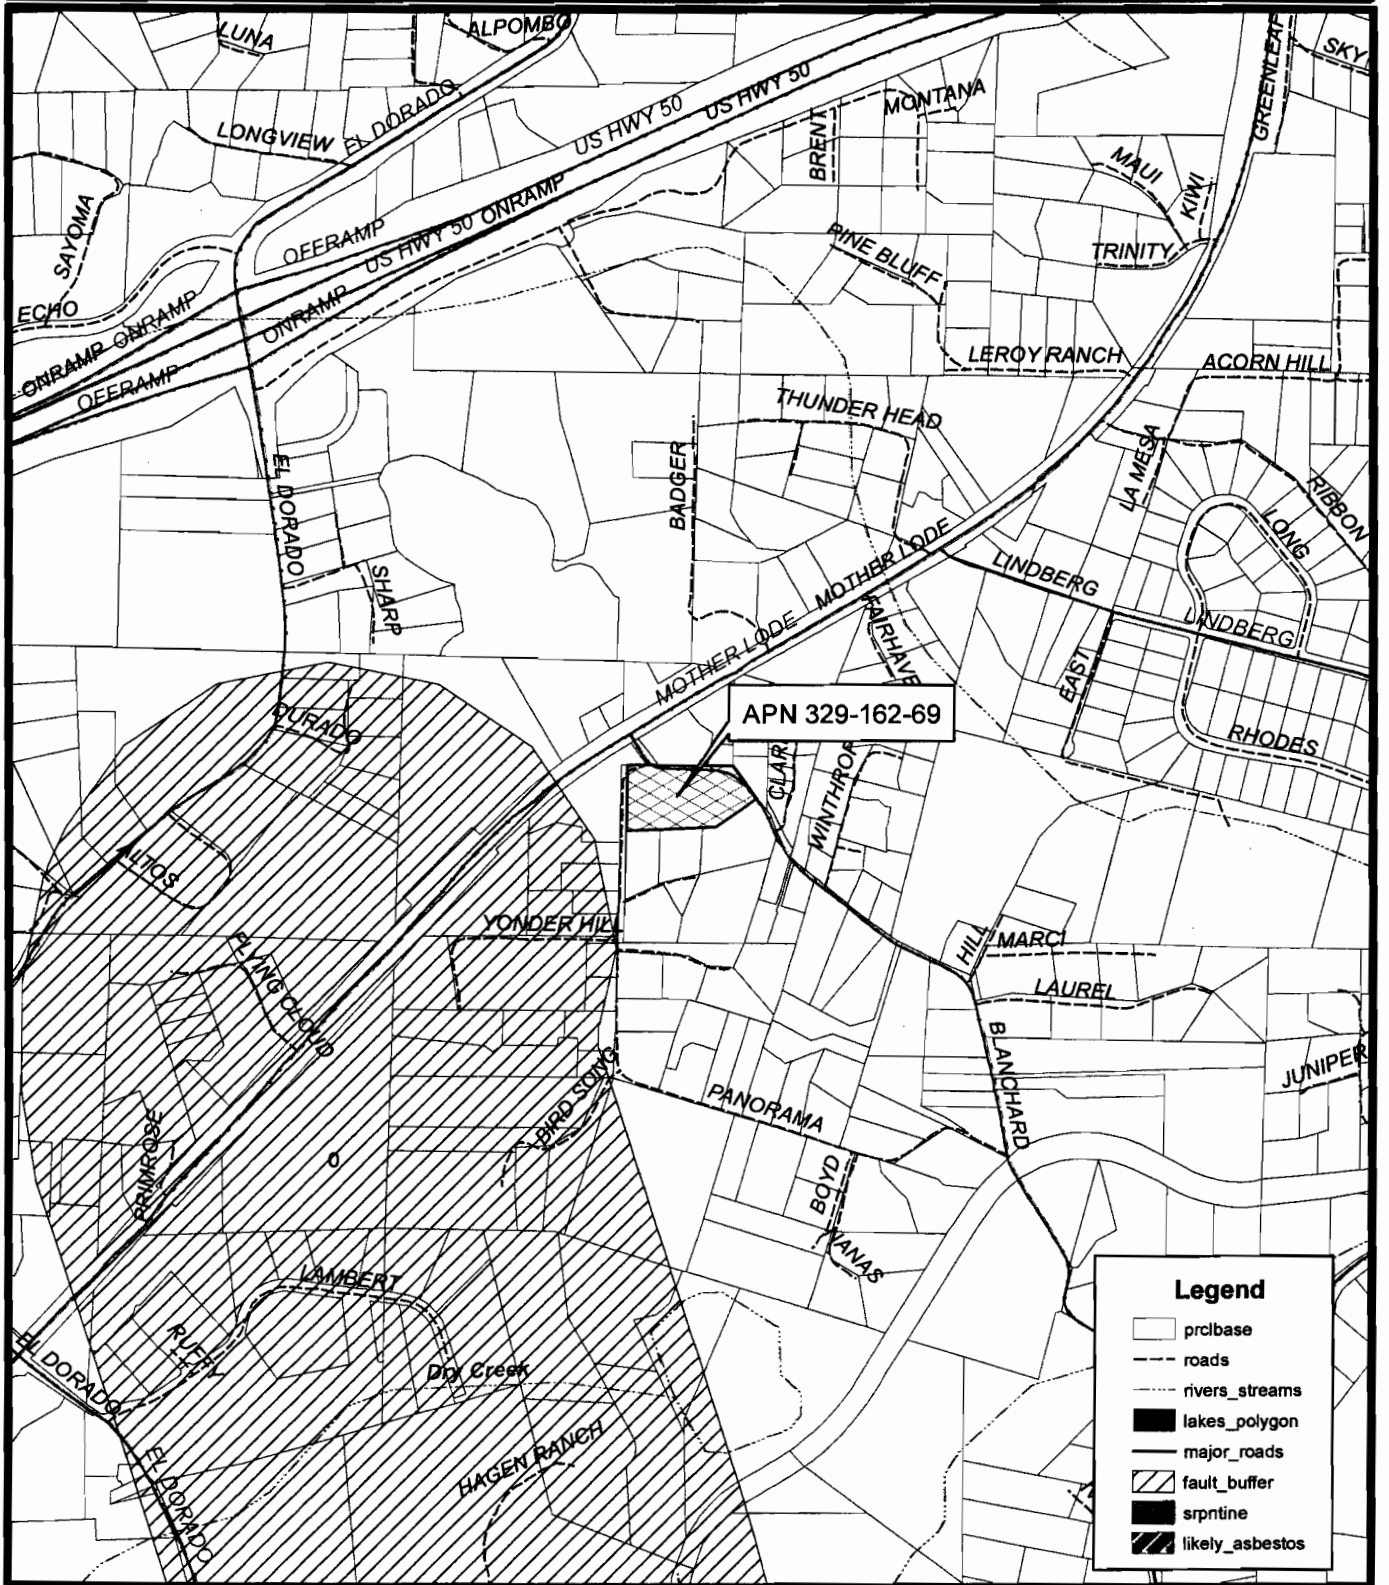 LUNA
ALPOMBO
GREENLEAF
SKY
EL DORADO
US HWY 50
US HWY 50
MONTANA
LONGVIEW
BRENT
MAUI
KIWI
SAYOMA
ONRAMP
OFFRAMP
US HWY 50
PINE BLUFF
TRINITY
ECHO
ONRAMP
ONRAMP
ONRAMP
OFFRAMP
LEROY RANCH
ACORN HILL
THUNDER HEAD
BADGER
LA MESA
RIBBON
LONG
EL DORADO
SHARP
MOTHER LODE
MOTHER LODE
LINDBERG
LINDBERG
FAIRHAVE
EAST
RHODES
DURADO
APN 329-162-69
CLAR
WINTHROP
ALTOS
YONDER HILL
FLYING CLOUD
HILL
MARCI
LAUREL
BLANCHARD
JUNIPER
BIRD SONG
PANORAMA
PRIMROSE
0
BOYD
VANAS
LAMBERT
RUFF
EL DORADO
Dry Creek
HAGEN RANCH
EL DORADO
Legend
prclbase
roads
rivers_streams
lakes_polygon
major_roads
fault_buffer
srpntine
likely_asbestos